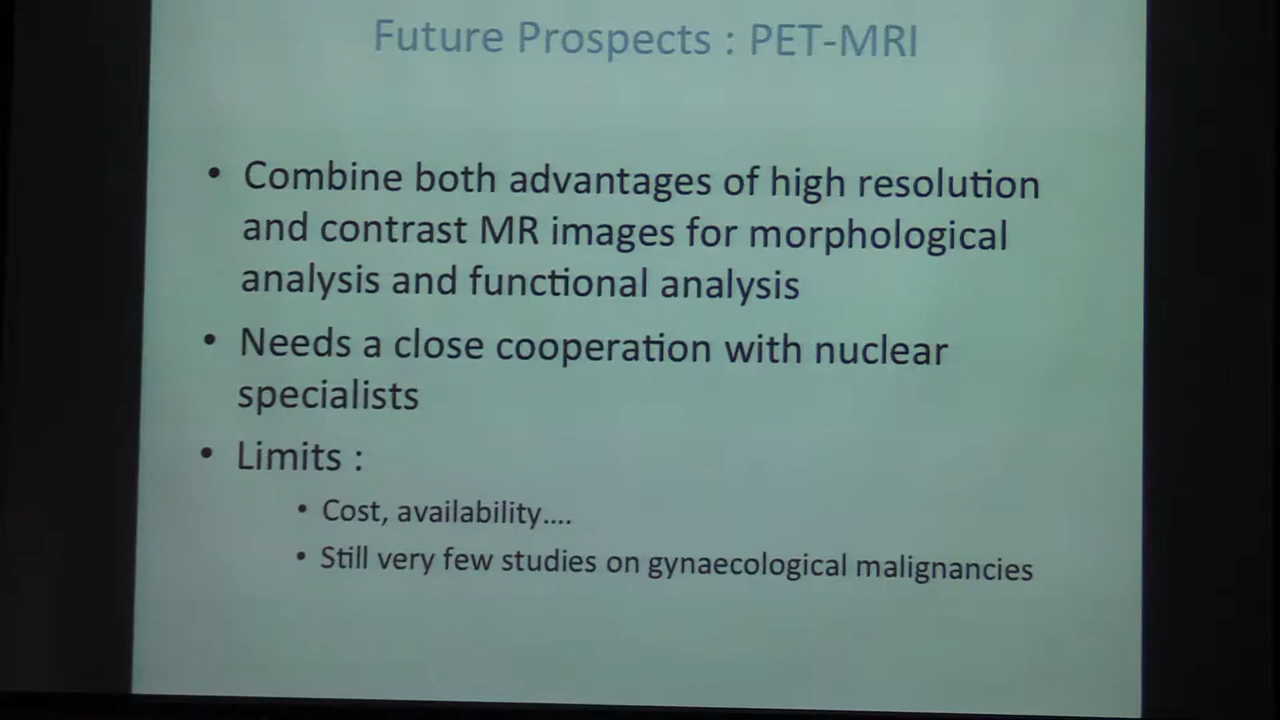 Future Prospects : PET-MRI
• Combine both advantages of high resolution
and contrast MR images for morphological
analysis and functional analysis
• Needs a close cooperation with nuclear
specialists
• Limits :
• Cost, availability....
• Still very few studies on gynaecological malignancies